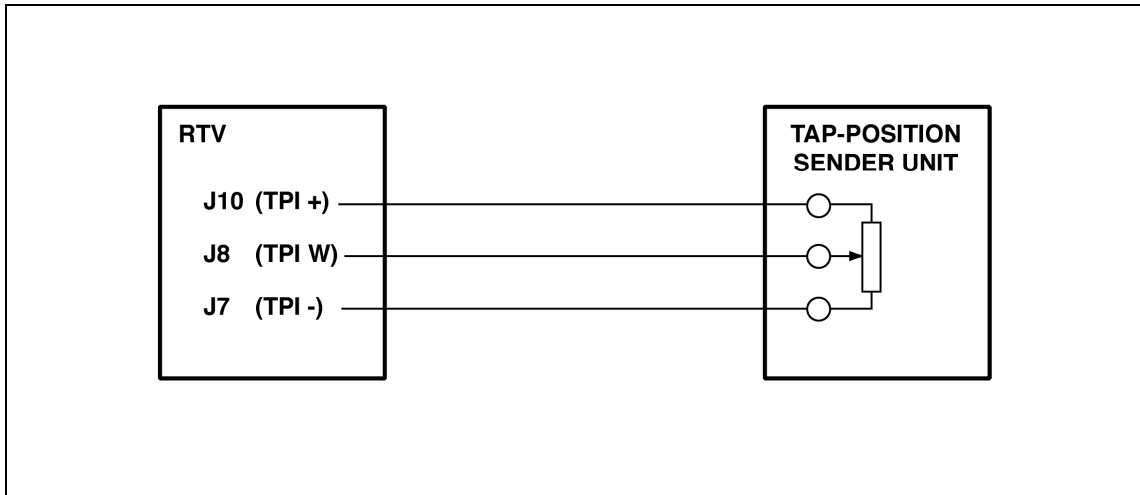 RTV
J10 (TPI +)
J8 (TPI W)
J7 (TPI -)
TAP-POSITION
SENDER UNIT